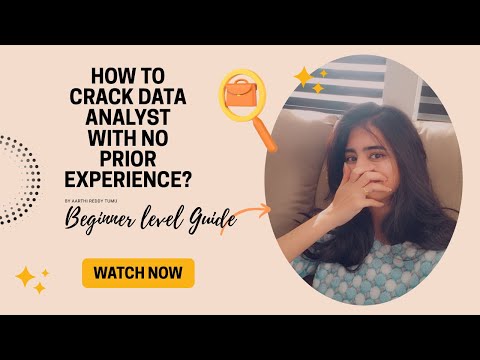 HOW TO
CRACK DATA
ANALYST
WITH NO
PRIOR
EXPERIENCE?
BY AARTHI REDDY TUMU
Beginner level Guide
WATCH NOW